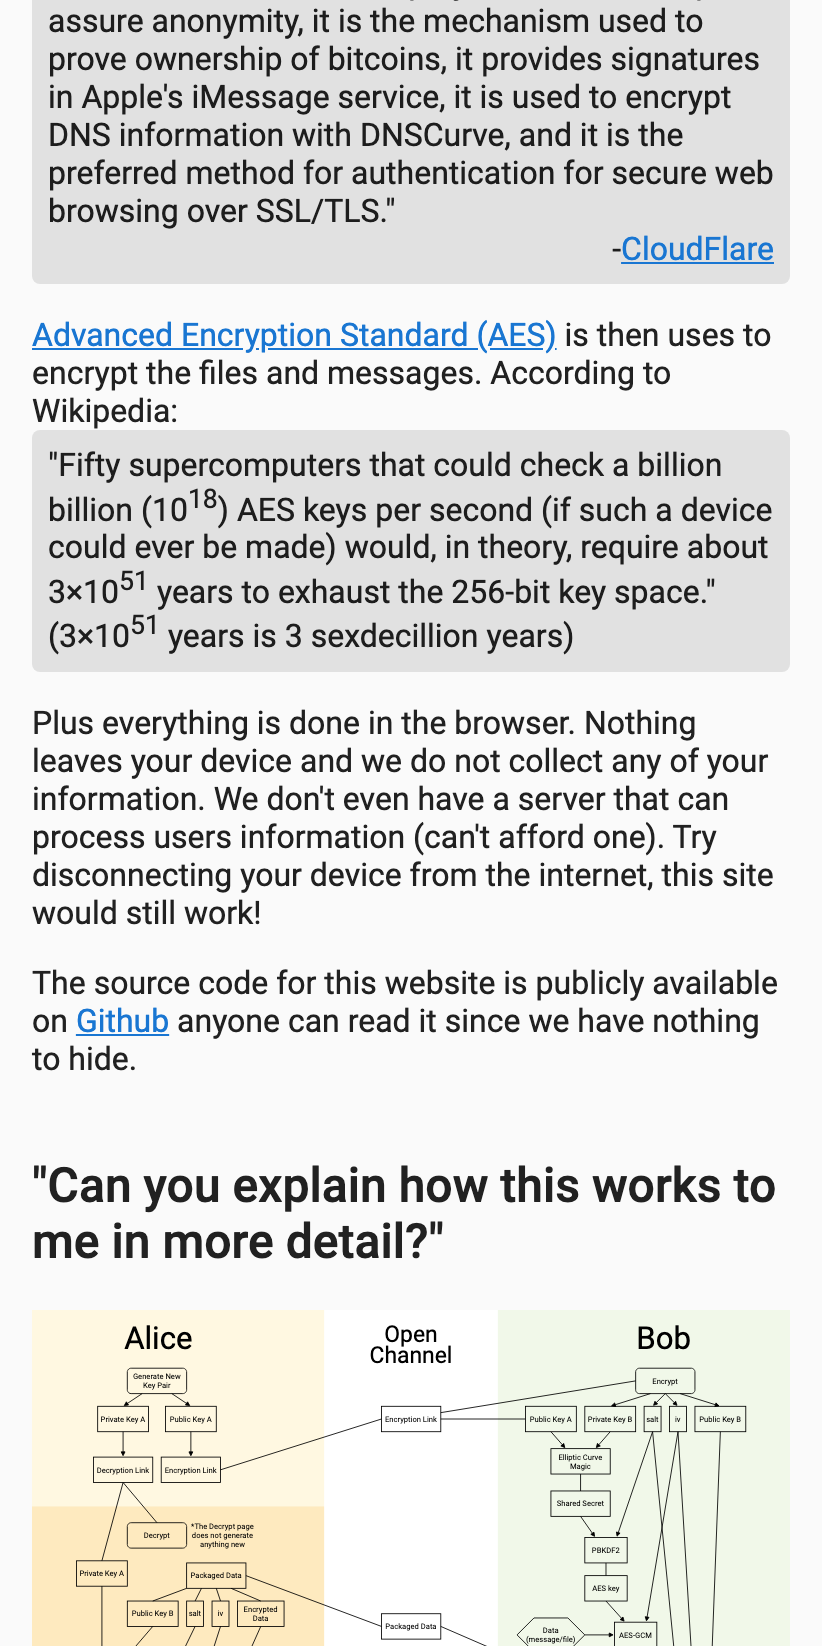 assure anonymity, it is the mechanism used to
prove ownership of bitcoins, it provides signatures
in Apple's iMessage service, it is used to encrypt
DNS information with DNSCurve, and it is the
preferred method for authentication for secure web
browsing over SSL/TLS."
-CloudFlare
Advanced Encryption Standard (AES) is then uses to
encrypt the files and messages. According to
Wikipedia:
"Fifty supercomputers that could check a billion
billion (10^18) AES keys per second (if such a device
could ever be made) would, in theory, require about
3×10^51 years to exhaust the 256-bit key space."
(3×10^51 years is 3 sexdecillion years)
Plus everything is done in the browser. Nothing
leaves your device and we do not collect any of your
information. We don't even have a server that can
process users information (can't afford one). Try
disconnecting your device from the internet, this site
would still work!
The source code for this website is publicly available
on Github anyone can read it since we have nothing
to hide.
"Can you explain how this works to
me in more detail?"
Alice
Generate New
Key Pair
Private Key A
Public Key A
Decryption Link
Encryption Link
Decrypt
*The Decrypt page
does not generate
anything new
Private Key A
Packaged Data
Public Key B
salt
iv
Encrypted
Data
Open
Channel
Encryption Link
Packaged Data
Bob
Encrypt
Public Key A
Private Key B
salt
iv
Public Key B
Elliptic Curve
Magic
Shared Secret
PBKDF2
AES key
Data
(message/file)
AES-GCM